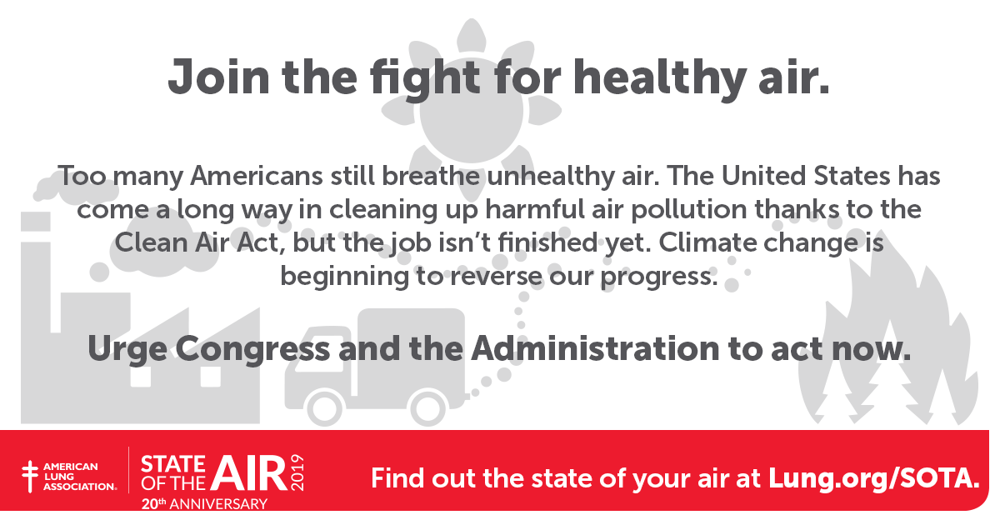 Join the fight for healthy air.
Too many Americans still breathe unhealthy air. The United States has
come a long way in cleaning up harmful air pollution thanks to the
Clean Air Act, but the job isn’t finished yet. Climate change is
beginning to reverse our progress.
Urge Congress and the Administration to act now.
AMERICAN
LUNG
ASSOCIATION®
STATE
OF THE AIR 2019
20th ANNIVERSARY
Find out the state of your air at Lung.org/SOTA.